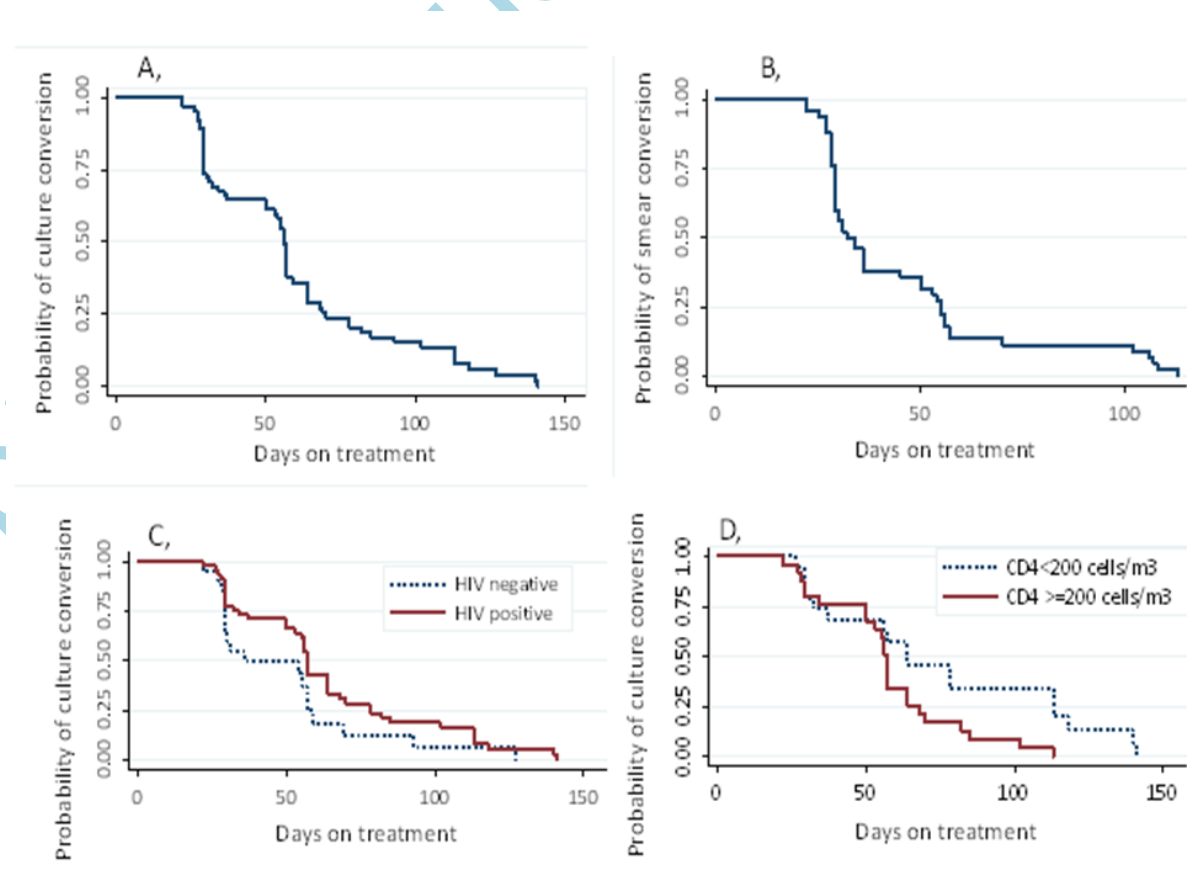 A,
Probability of culture conversion
1.00
0.75
0.50
0.25
0.00
0 50 100 150
Days on treatment
B,
Probability of smear conversion
1.00
0.75
0.50
0.25
0.00
0 50 100
Days on treatment
C,
Probability of culture conversion
1.00
0.75
0.50
0.25
0.00
HIV negative
HIV positive
0 50 100 150
Days on treatment
D,
Probability of culture conversion
1.00
0.75
0.50
0.25
0.00
CD4<200 cells/m3
CD4 >=200 cells/m3
0 50 100 150
Days on treatment